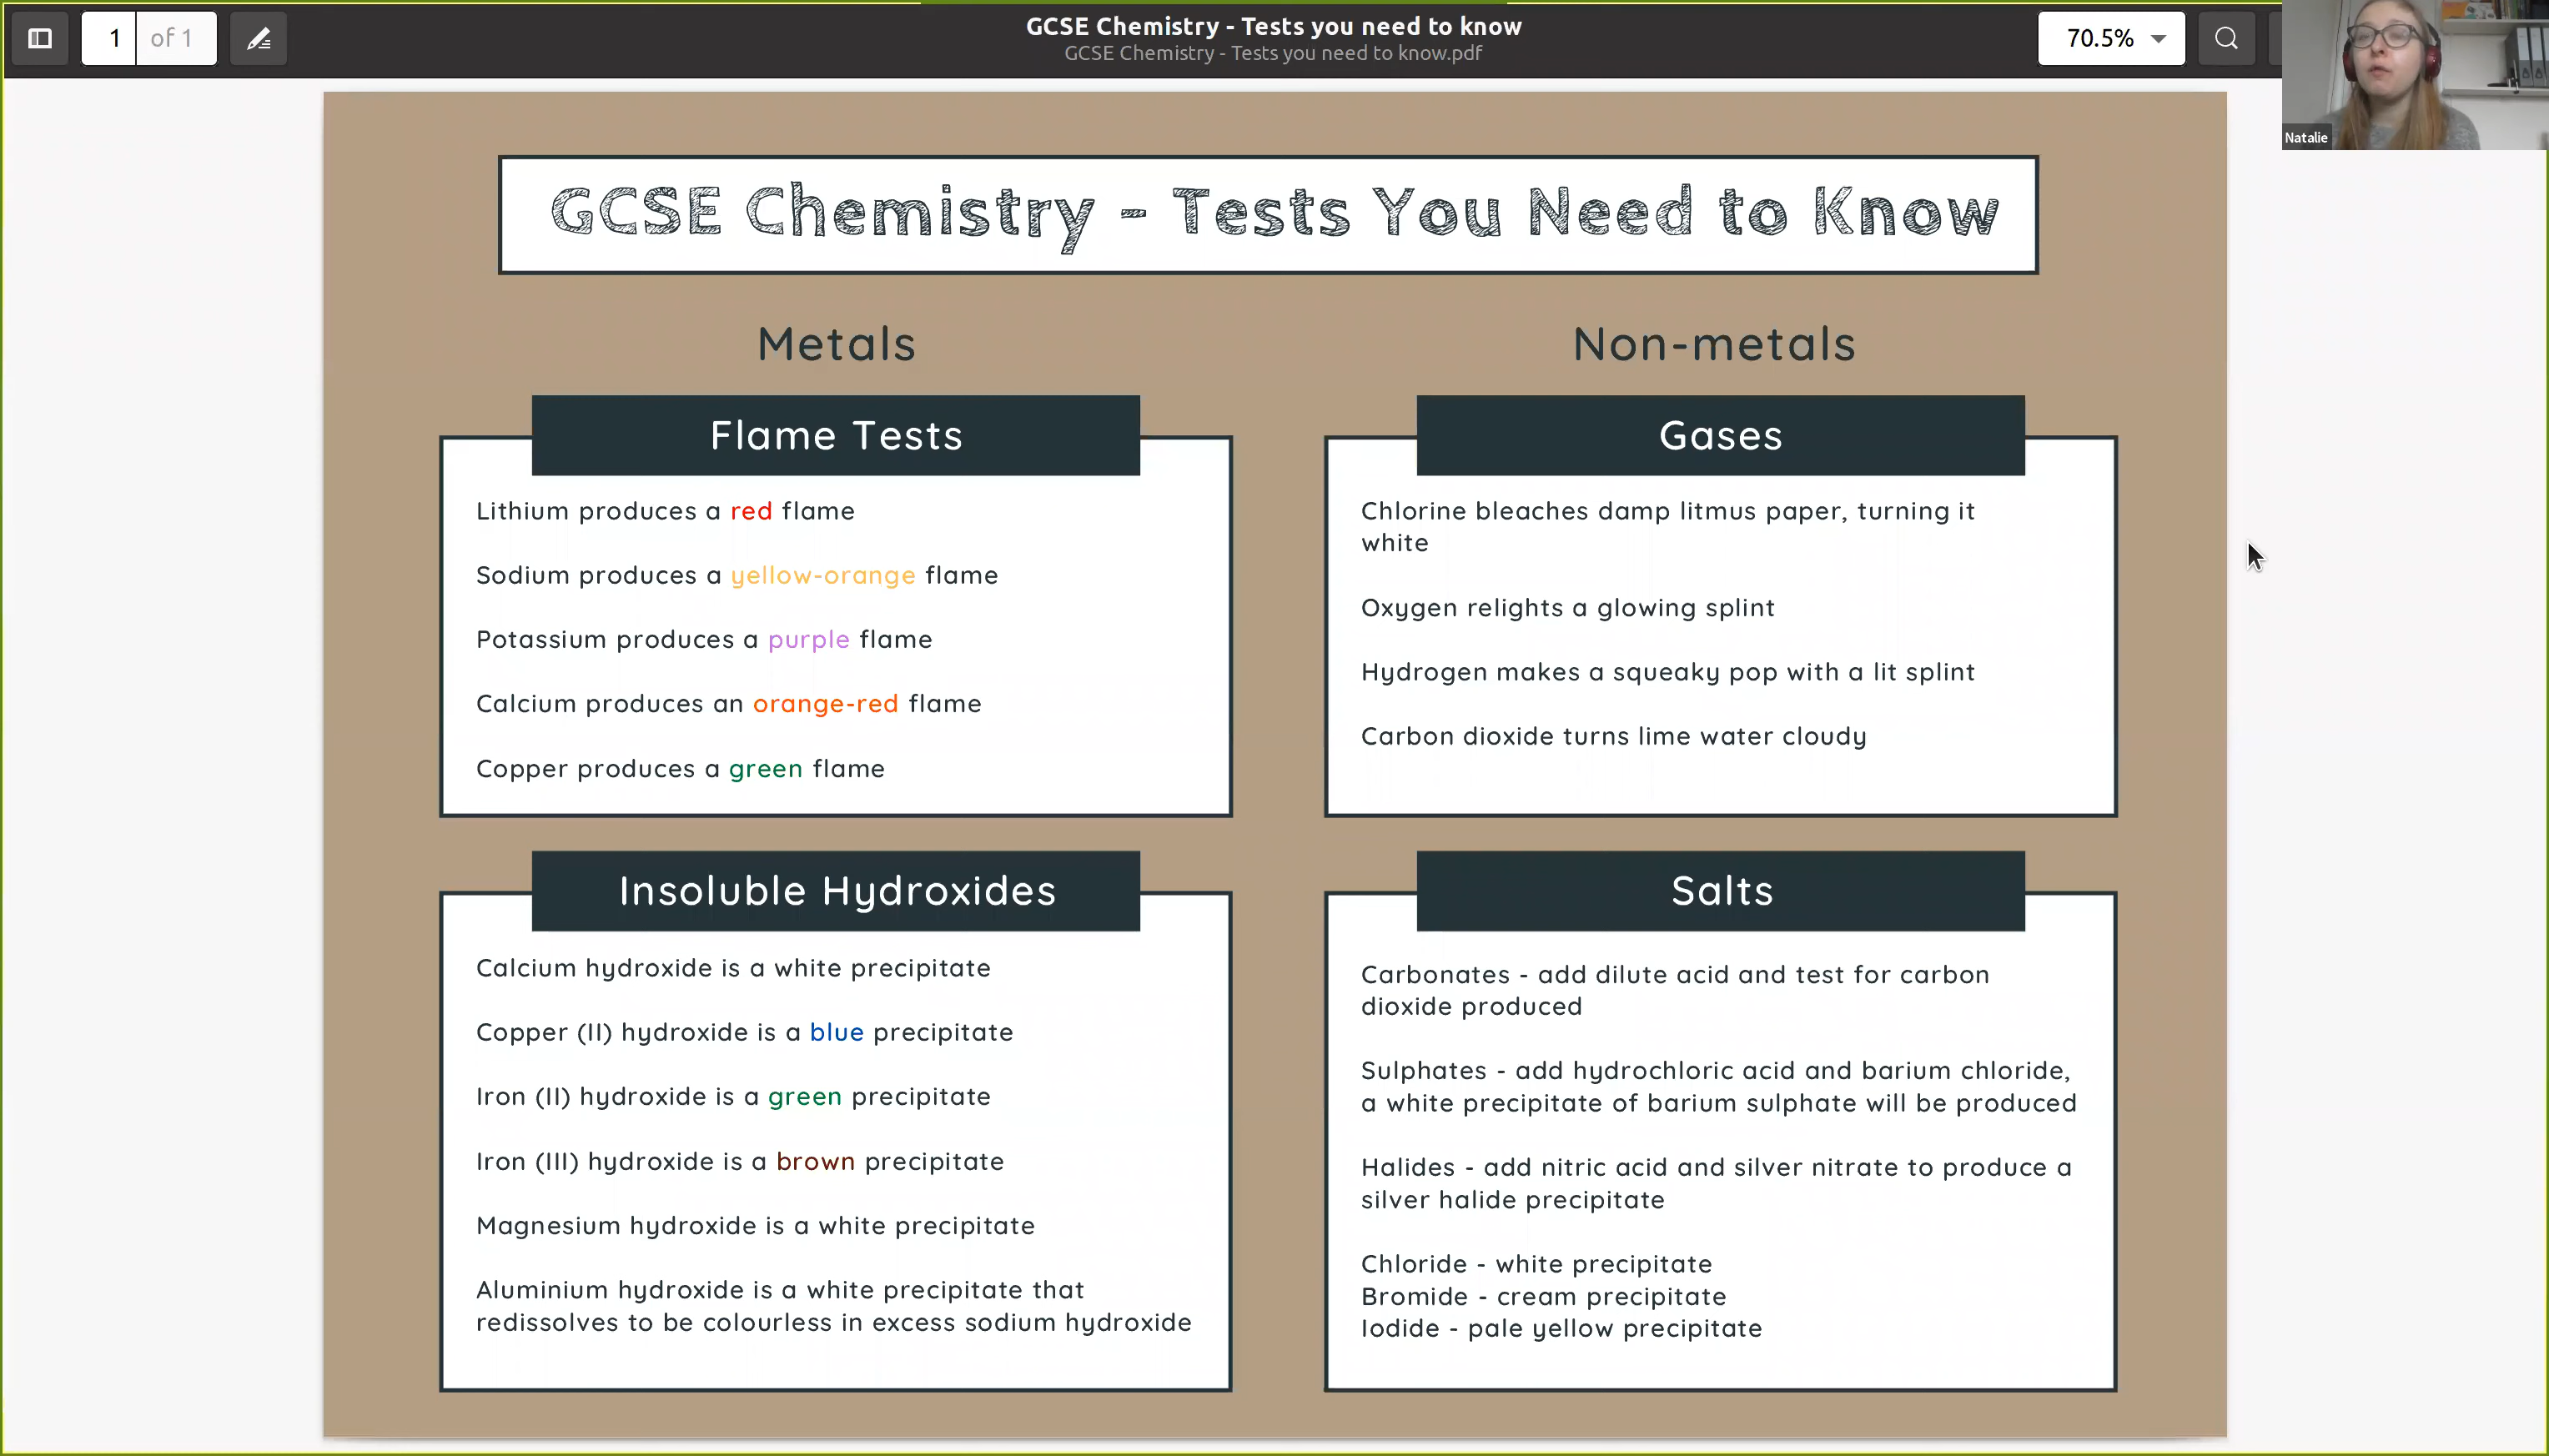 1 of 1
GCSE Chemistry - Tests you need to know
GCSE Chemistry - Tests you need to know.pdf
70.5%
Natalie
GCSE Chemistry - Tests You Need to Know
Metals
Flame Tests
Lithium produces a red flame
Sodium produces a yellow-orange flame
Potassium produces a purple flame
Calcium produces an orange-red flame
Copper produces a green flame
Insoluble Hydroxides
Calcium hydroxide is a white precipitate
Copper (II) hydroxide is a blue precipitate
Iron (II) hydroxide is a green precipitate
Iron (III) hydroxide is a brown precipitate
Magnesium hydroxide is a white precipitate
Aluminium hydroxide is a white precipitate that
redissolves to be colourless in excess sodium hydroxide
Non-metals
Gases
Chlorine bleaches damp litmus paper, turning it
white
Oxygen relights a glowing splint
Hydrogen makes a squeaky pop with a lit splint
Carbon dioxide turns lime water cloudy
Salts
Carbonates - add dilute acid and test for carbon
dioxide produced
Sulphates - add hydrochloric acid and barium chloride,
a white precipitate of barium sulphate will be produced
Halides - add nitric acid and silver nitrate to produce a
silver halide precipitate
Chloride - white precipitate
Bromide - cream precipitate
Iodide - pale yellow precipitate